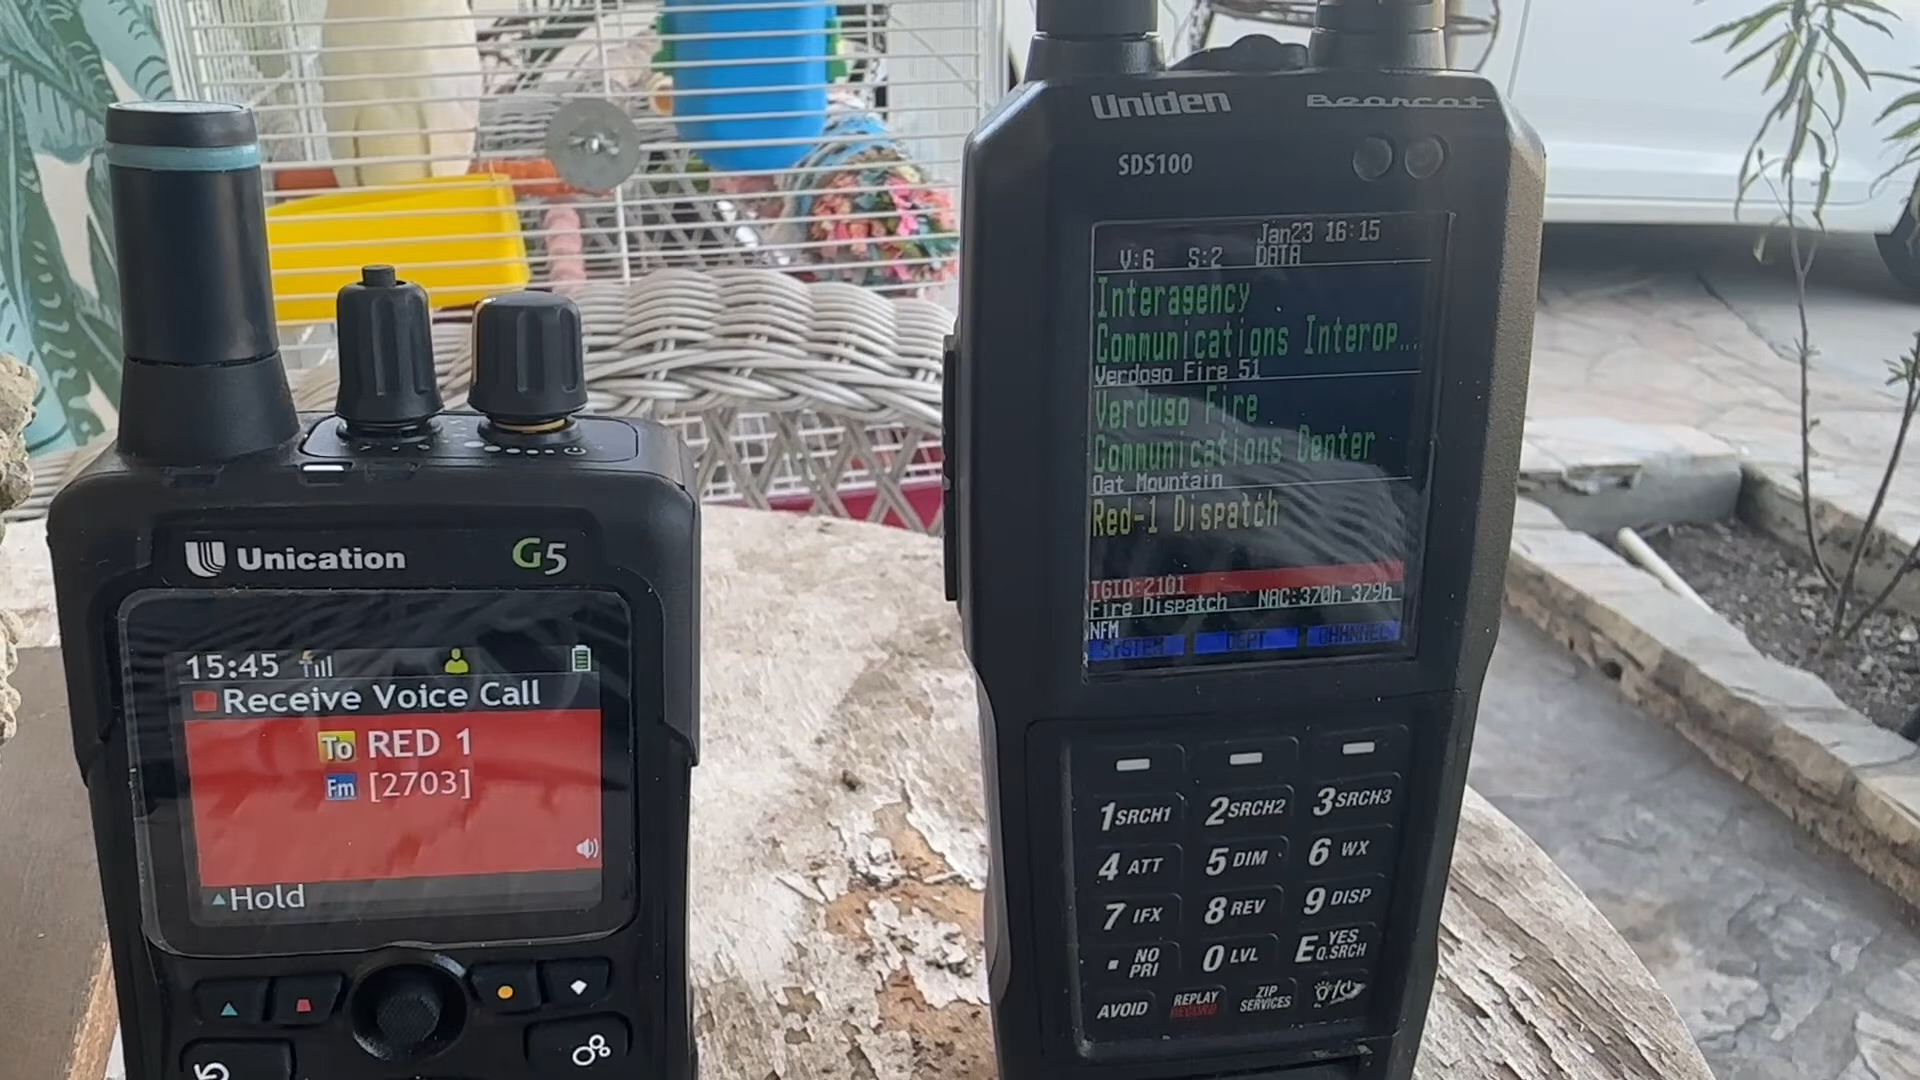 Unication G5
15:45
Receive Voice Call
To RED 1
Fm [2703]
Hold
Uniden Bearcat
SDS100
Jan23 16:15
V:6 S:2 DATA
Interagency
Communications Interop...
Verdogo Fire 51
Verdugo Fire
Communications Center
Oat Mountain
Red-1 Dispatch
TGID:2101
Fire Dispatch NAC:370h 379h
NFM
SYSTEM DEPT CHANNEL
1 SRCH1 2 SRCH2 3 SRCH3
4 ATT 5 DIM 6 WX
7 IFX 8 REV 9 DISP
. NO PRI 0 LVL E YES Q.SRCH
AVOID REPLAY RECORD ZIP SERVICES